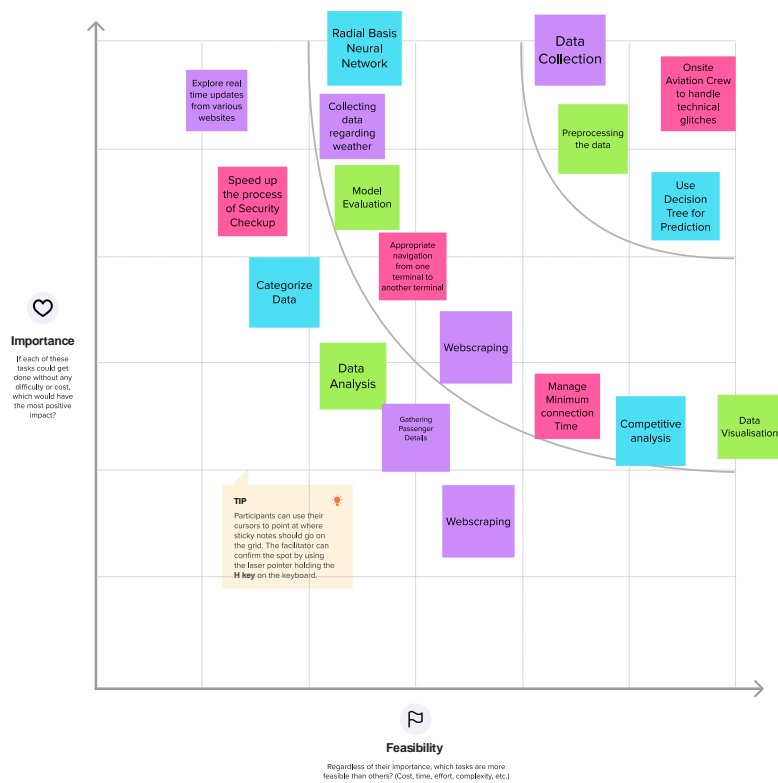 Radial Basis
Neural
Network
Data
Collection
Onsite
Aviation Crew
to handle
technical
glitches
Explore real
time updates
from various
websites
Collecting
data
regarding
weather
Preprocessing
the data
Speed up
the process
of Security
Checkup
Model
Evaluation
Use
Decision
Tree for
Prediction
Appropriate
navigation
from one
terminal to
another terminal
Categorize
Data
Importance
If each of these
tasks could get
done without any
difficulty or cost,
which would have
the most positive
impact?
Webscraping
Data
Analysis
Manage
Minimum
connection
Time
Competitive
analysis
Data
Visualisation
Gathering
Passenger
Details
TIP
Participants can use their
cursors to point at where
sticky notes should go on
the grid. The facilitator can
confirm the spot by using
the laser pointer holding the
H key on the keyboard.
Webscraping
Feasibility
Regardless of their importance, which tasks are more
feasible than others? (Cost, time, effort, complexity, etc.)